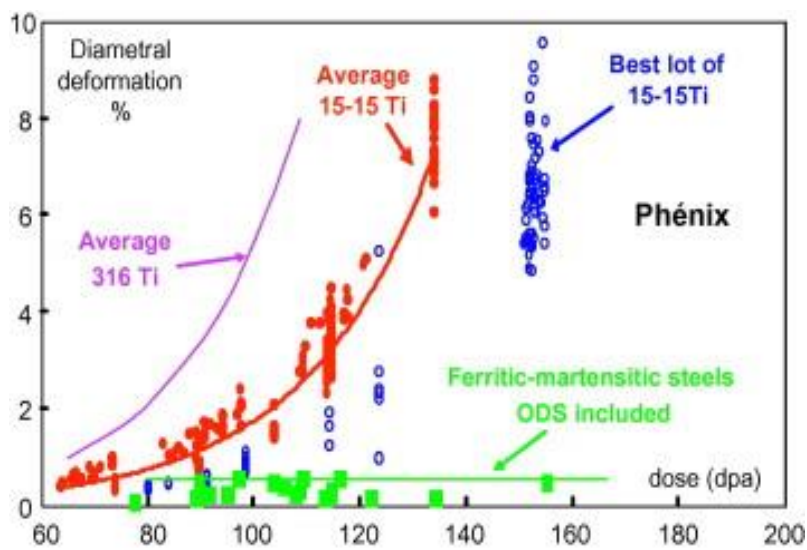 10
Diametral
deformation
%
Average
15-15 Ti
Best lot of
15-15Ti
8
6
Average
316 Ti
Phénix
4
Ferritic-martensitic steels
ODS included
2
dose (dpa)
0
60 80 100 120 140 160 180 200